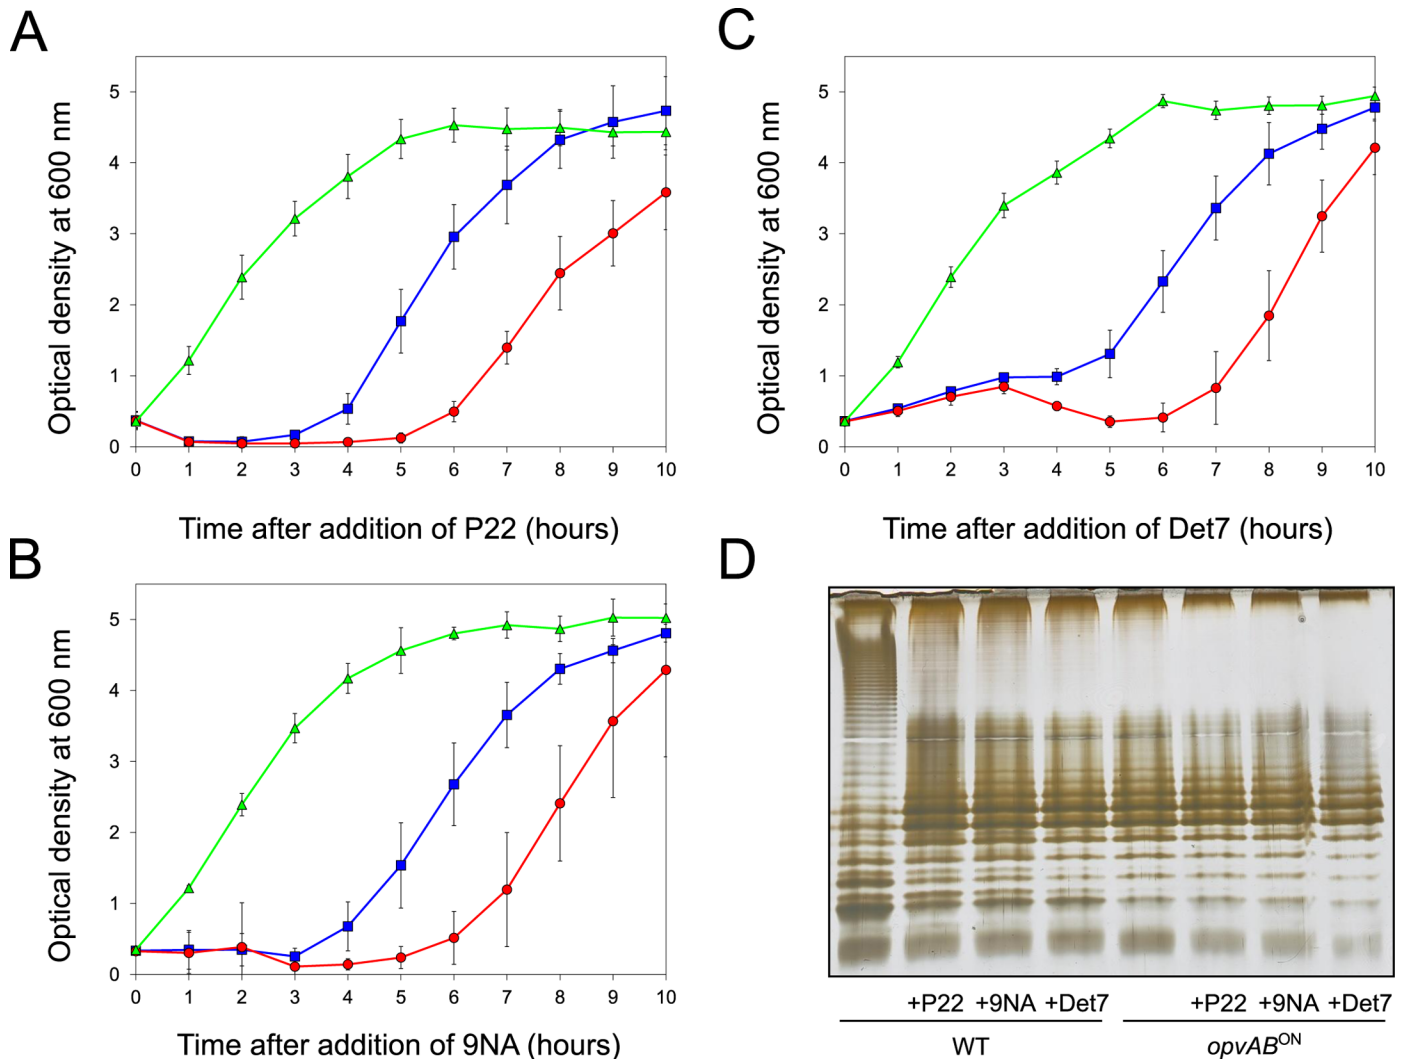 A
Optical density at 600 nm
5
4
3
2
1
0
0 1 2 3 4 5 6 7 8 9 10
Time after addition of P22 (hours)
C
Optical density at 600 nm
5
4
3
2
1
0
0 1 2 3 4 5 6 7 8 9 10
Time after addition of Det7 (hours)
B
Optical density at 600 nm
5
4
3
2
1
0
0 1 2 3 4 5 6 7 8 9 10
Time after addition of 9NA (hours)
D
+P22 +9NA +Det7 +P22 +9NA +Det7
WT opvABᴼᴺ